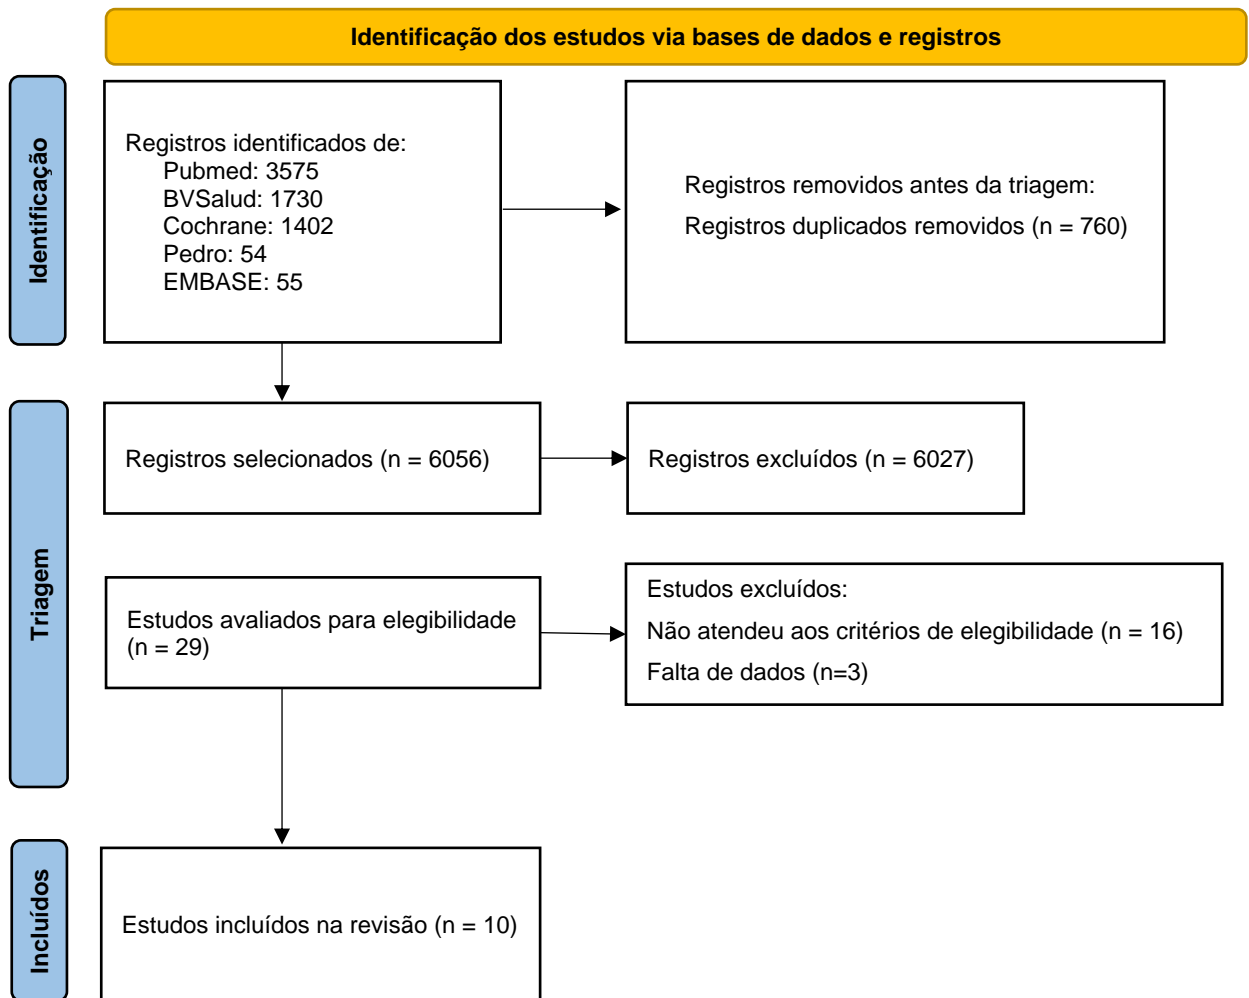 Identificação dos estudos via bases de dados e registros
Identificação
Registros identificados de:
Pubmed: 3575
BVSalud: 1730
Cochrane: 1402
Pedro: 54
EMBASE: 55
Registros removidos antes da triagem:
Registros duplicados removidos (n = 760)
Triagem
Registros selecionados (n = 6056)
Registros excluídos (n = 6027)
Estudos avaliados para elegibilidade
(n = 29)
Estudos excluídos:
Não atendeu aos critérios de elegibilidade (n = 16)
Falta de dados (n=3)
Incluídos
Estudos incluídos na revisão (n = 10)